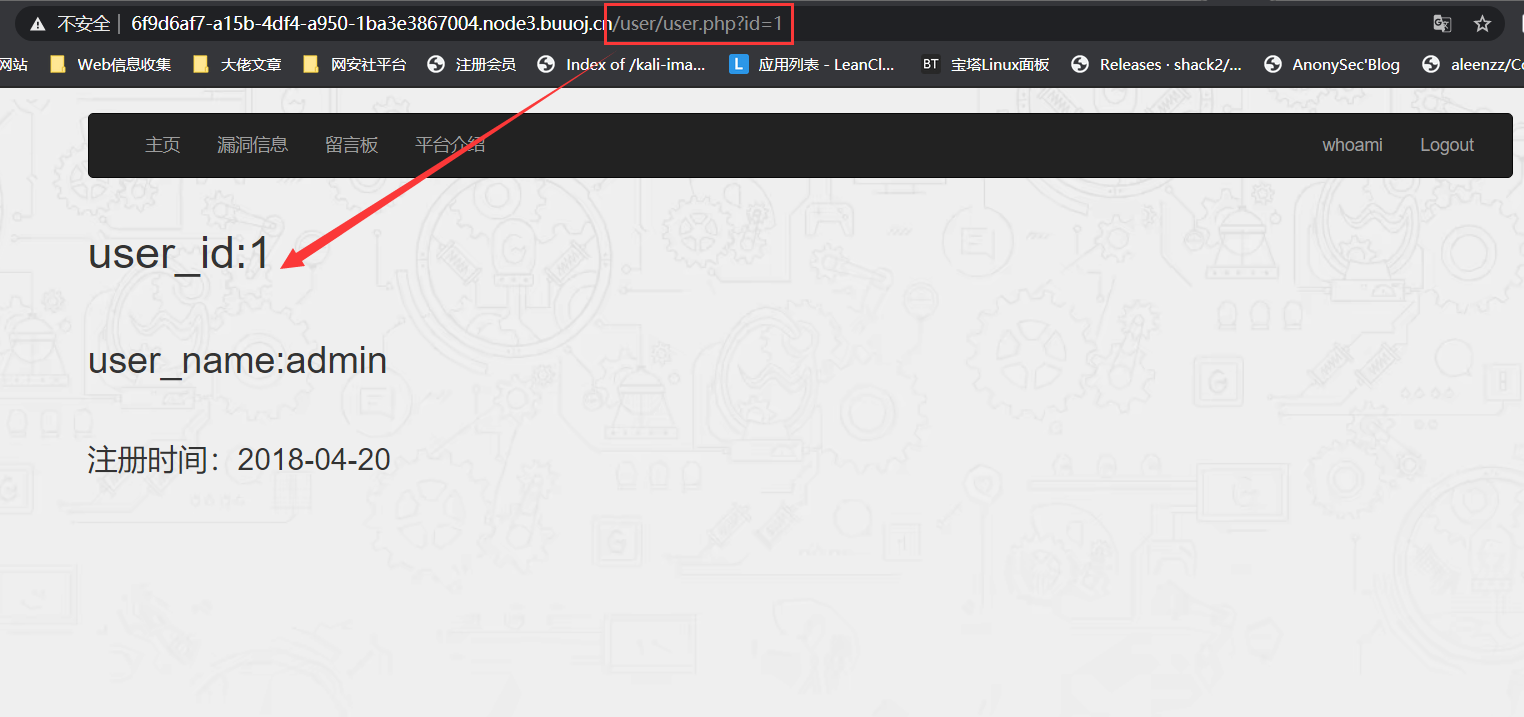 不安全 | 6f9d6af7-a15b-4df4-a950-1ba3e3867004.node3.buuoj.cn/user/user.php?id=1
网站 Web信息收集 大佬文章 网安社平台 注册会员 Index of /kali-ima... L 应用列表 - LeanCl... BT 宝塔Linux面板 Releases · shack2/... AnonySec'Blog aleenzz/Co
主页 漏洞信息 留言板 平台介绍 whoami Logout
user_id:1
user_name:admin
注册时间：2018-04-20